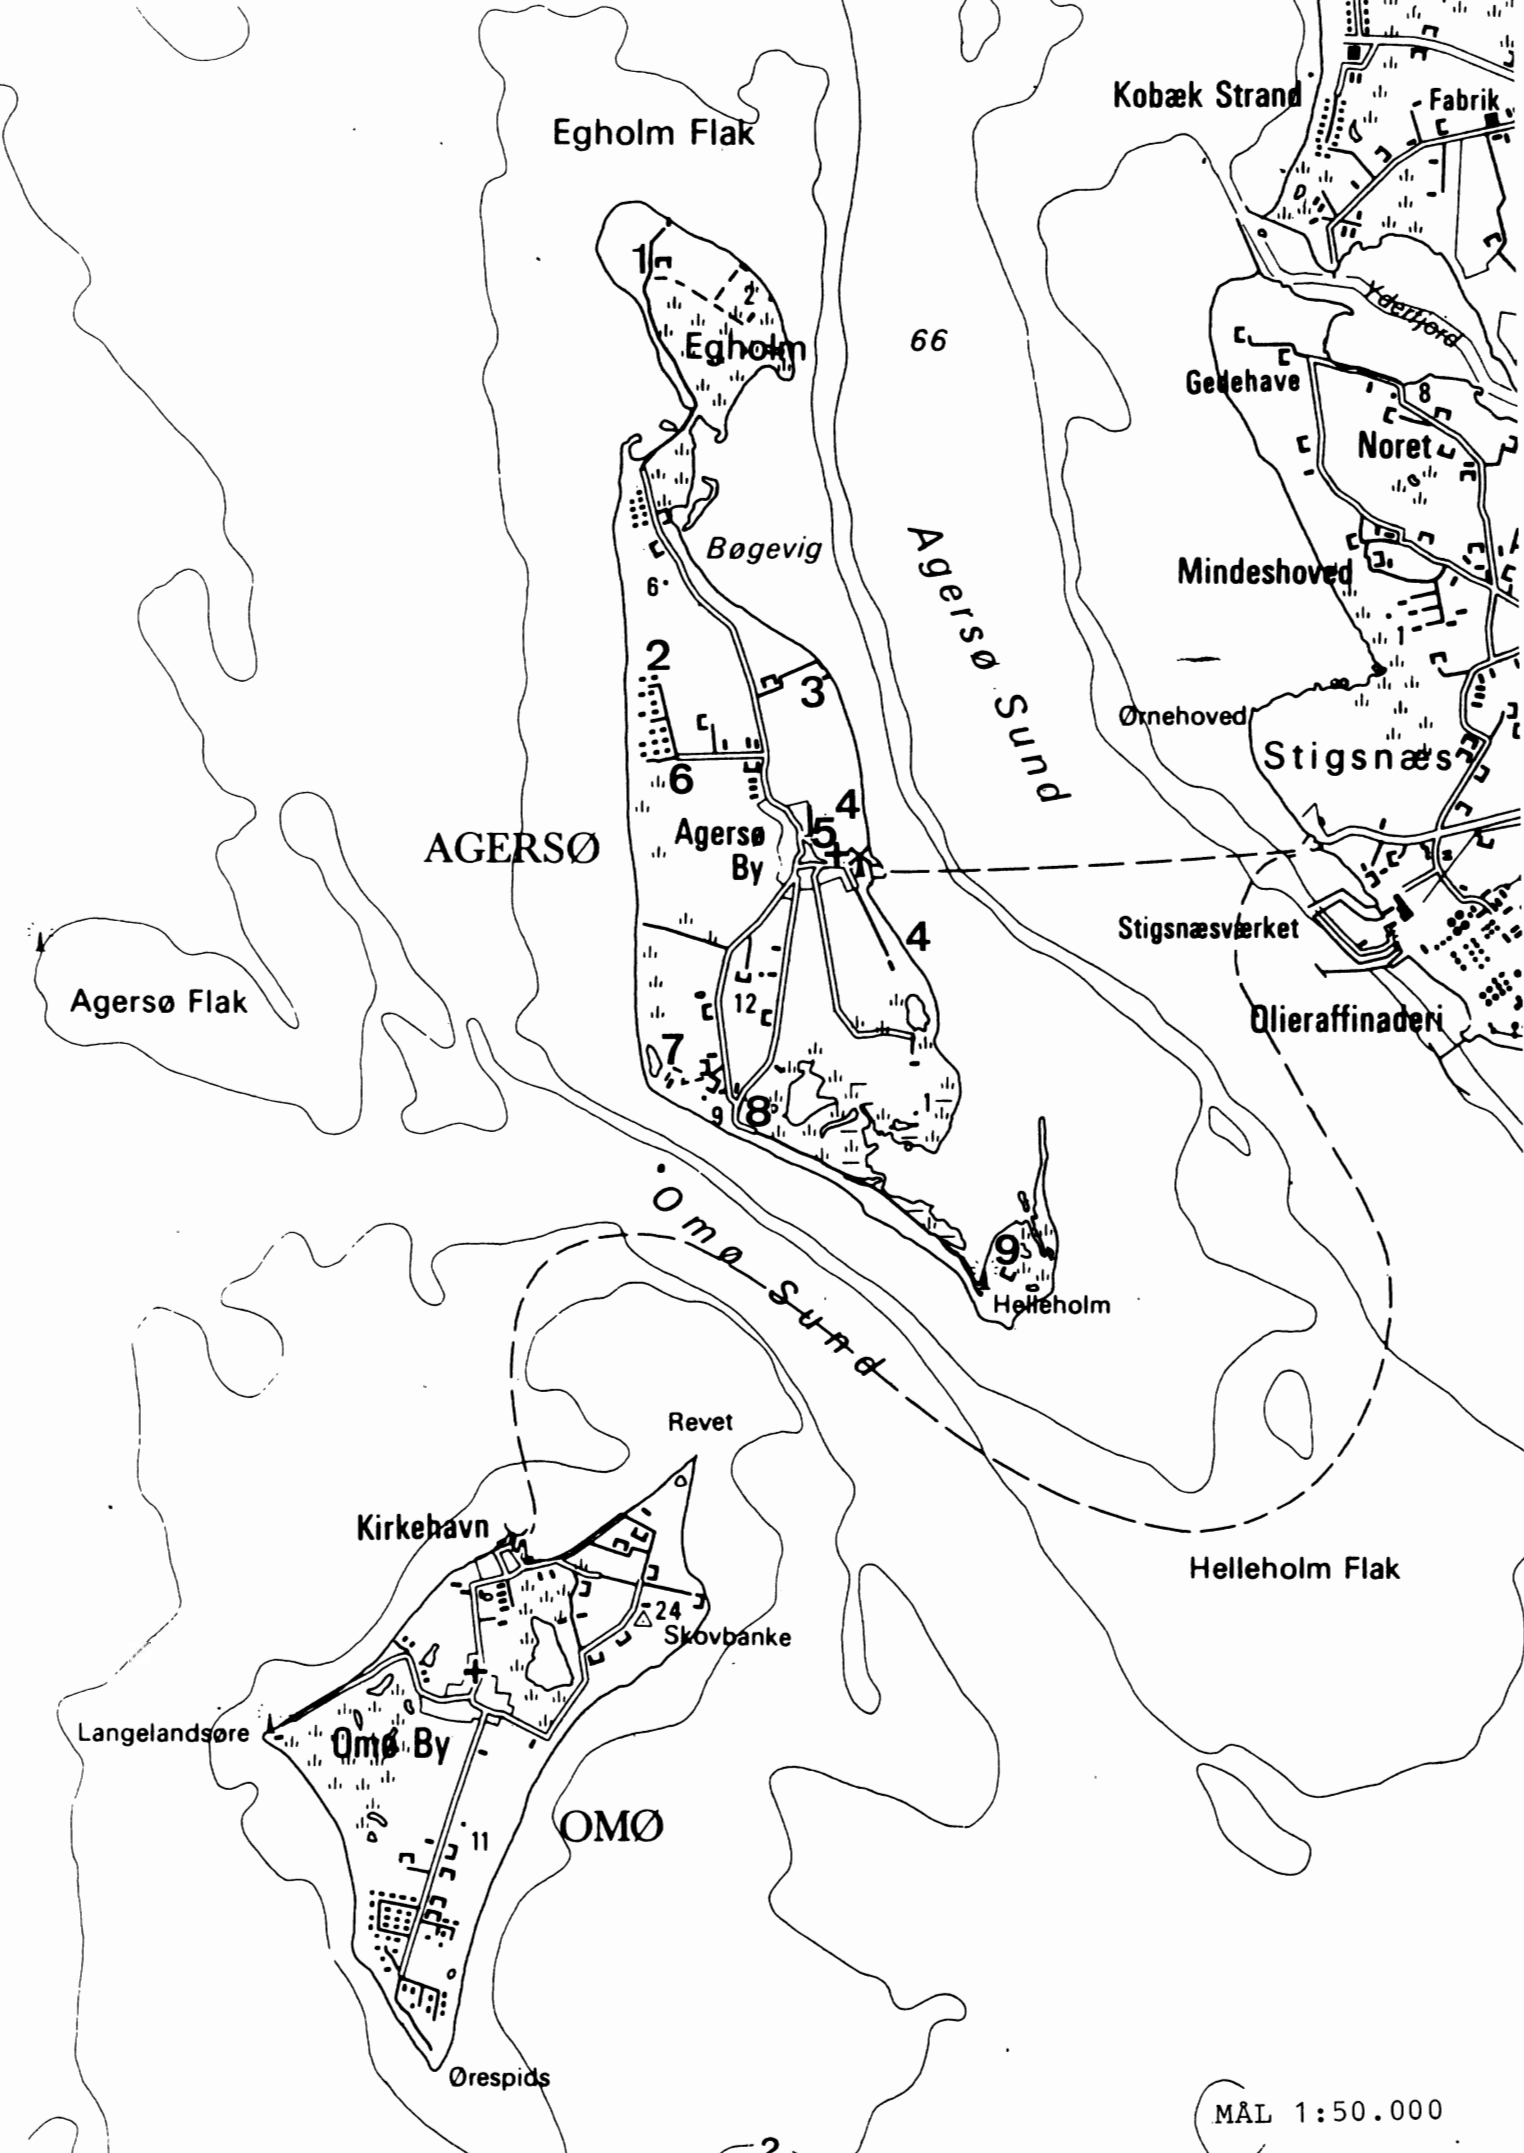 Kobæk Strand
Fabrik
Egholm Flak
1
2
Egholm
66
Yderfjord
Gedehave
8
Noret
Bøgevig
6
Agersø Sund
Mindeshoved
1
2
3
Ørnehoved
Stigsnæs
6
4
5
Agersø
By
AGERSØ
Stigsnæsværket
4
Agersø Flak
12
Olieraffinaderi
7
9
8
1
Omø Sund
9
Helleholm
Revet
Kirkehavn
Helleholm Flak
6
24
Skovbanke
Langelandsøre
Omø By
OMØ
11
Ørespids
MÅL 1:50.000
2